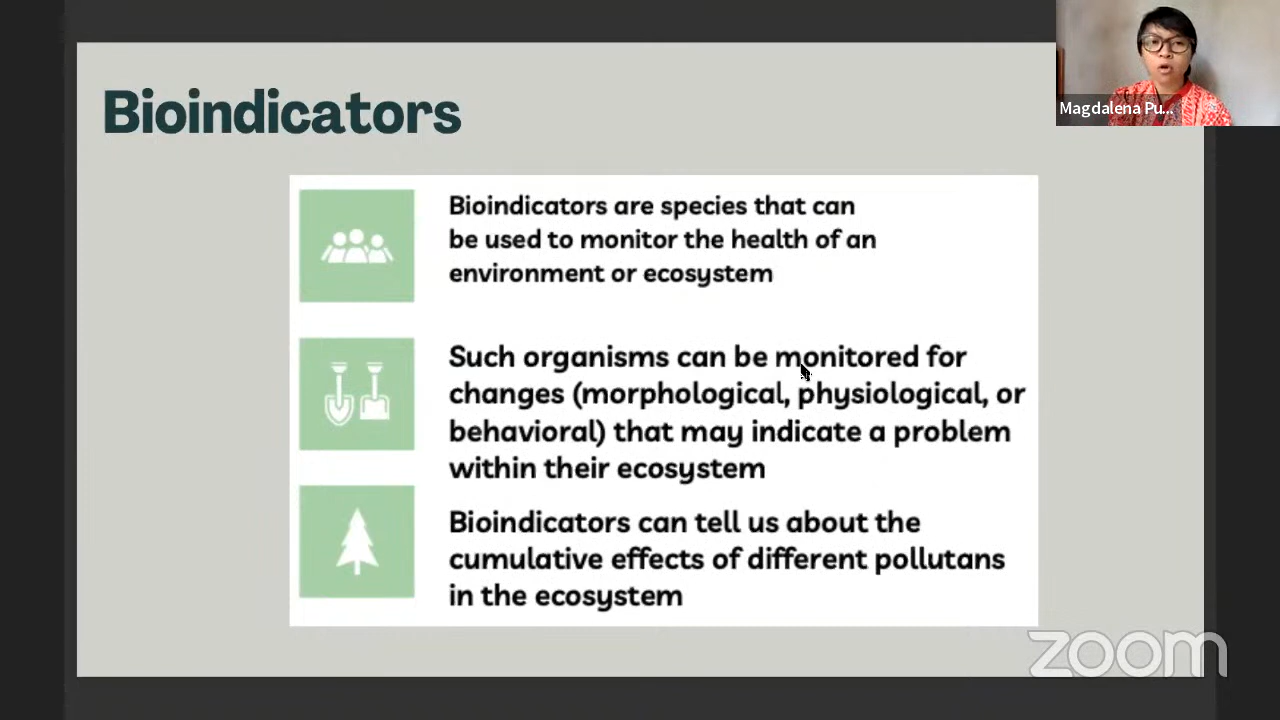 Bioindicators
Magdalena Pu...
Bioindicators are species that can
be used to monitor the health of an
environment or ecosystem
Such organisms can be monitored for
changes (morphological, physiological, or
behavioral) that may indicate a problem
within their ecosystem
Bioindicators can tell us about the
cumulative effects of different pollutans
in the ecosystem
zoom